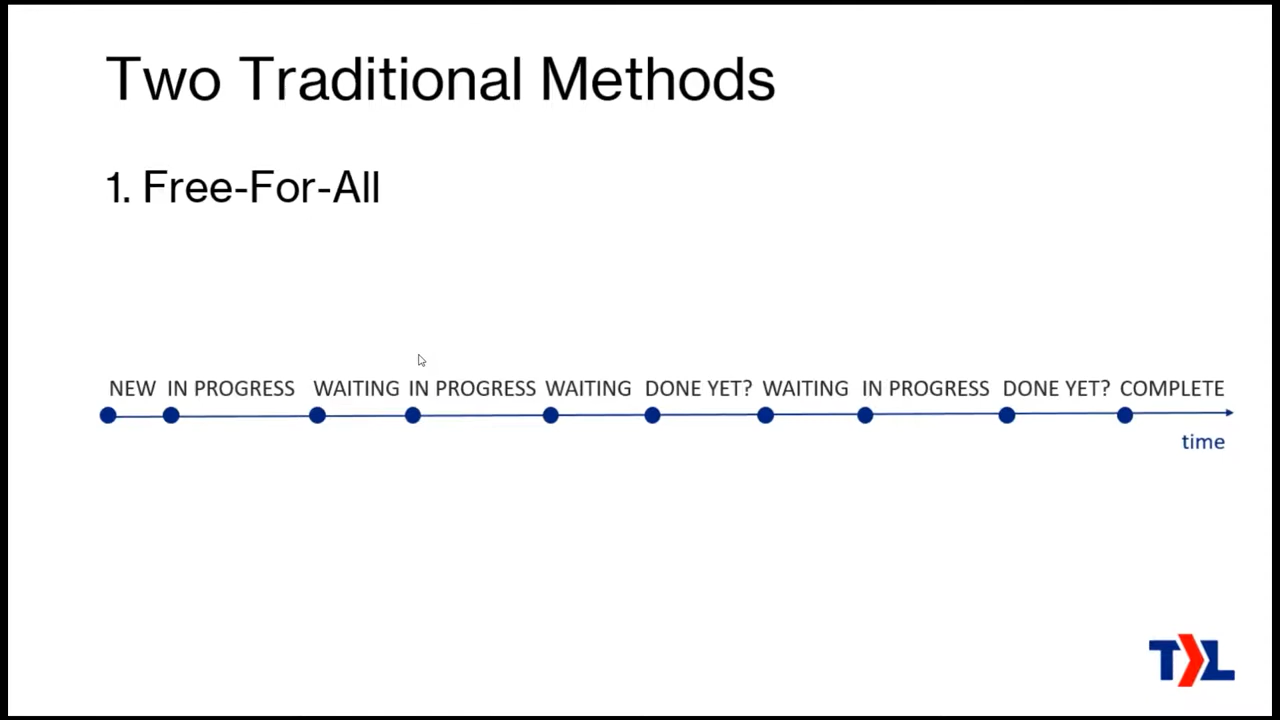 Two Traditional Methods
1. Free-For-All
NEW IN PROGRESS WAITING IN PROGRESS WAITING DONE YET? WAITING IN PROGRESS DONE YET? COMPLETE
time
TXL